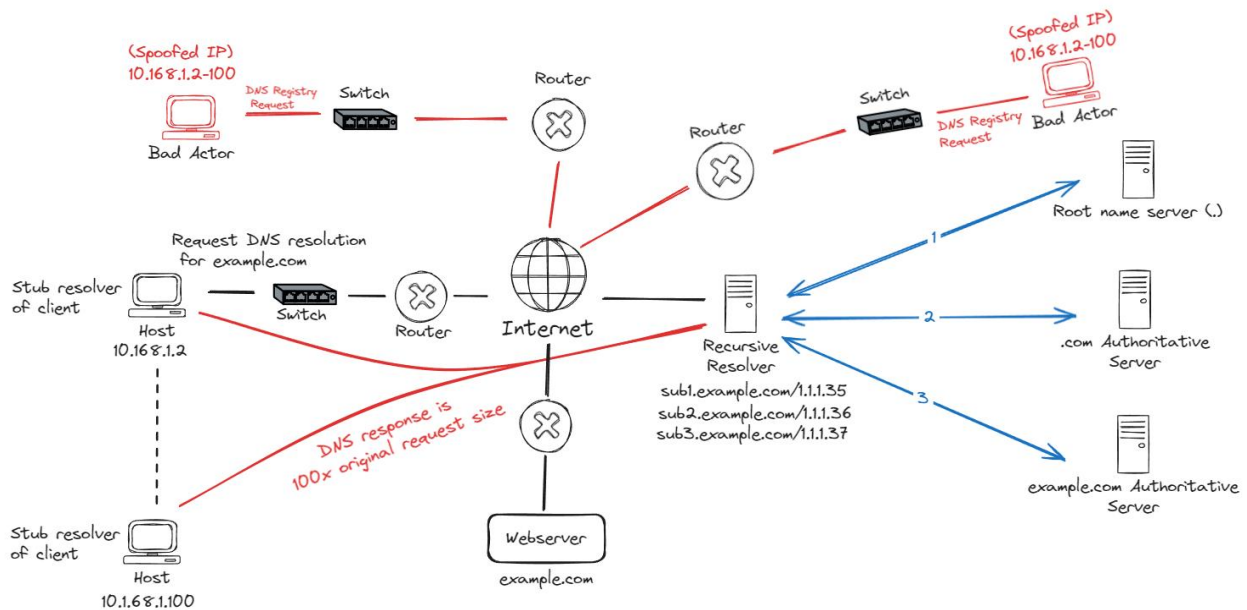 (Spoofed IP)
10.168.1.2-100
DNS Registry
Request
Bad Actor
Switch
Router
(Spoofed IP)
10.168.1.2-100
Switch
DNS Registry
Request
Bad Actor
Router
Root name server (.)
1
Request DNS resolution
for example.com
Stub resolver
of client
Host
10.168.1.2
Switch
Router
Internet
Recursive
Resolver
sub1.example.com/1.1.1.35
sub2.example.com/1.1.1.36
sub3.example.com/1.1.1.37
2
.com Authoritative
Server
3
example.com Authoritative
Server
DNS response is
100x original request size
Stub resolver
of client
Host
10.1.68.1.100
Webserver
example.com